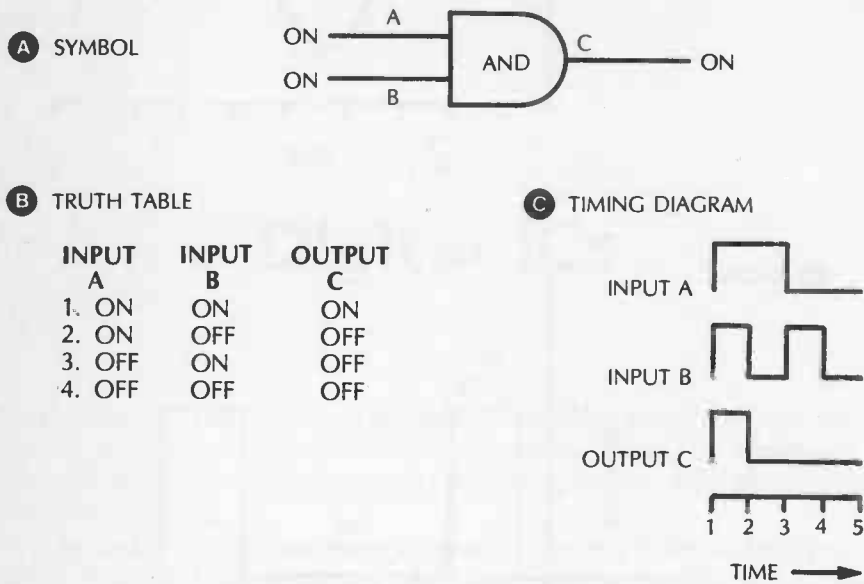 A SYMBOL
ON A
AND C ON
ON B
B TRUTH TABLE
INPUT INPUT OUTPUT
A B C
1. ON ON ON
2. ON OFF OFF
3. OFF ON OFF
4. OFF OFF OFF
C TIMING DIAGRAM
INPUT A
INPUT B
OUTPUT C
1 2 3 4 5
TIME